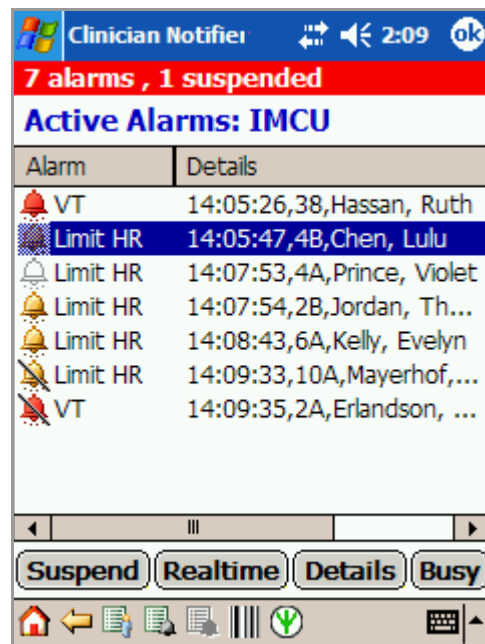 Clinician Notifier 2:09 ok
7 alarms , 1 suspended
Active Alarms: IMCU
Alarm Details
VT 14:05:26,38,Hassan, Ruth
Limit HR 14:05:47,4B,Chen, Lulu
Limit HR 14:07:53,4A,Prince, Violet
Limit HR 14:07:54,2B,Jordan, Th...
Limit HR 14:08:43,6A,Kelly, Evelyn
Limit HR 14:09:33,10A,Mayerhof,...
VT 14:09:35,2A,Erlandson, ...
Suspend Realtime Details Busy